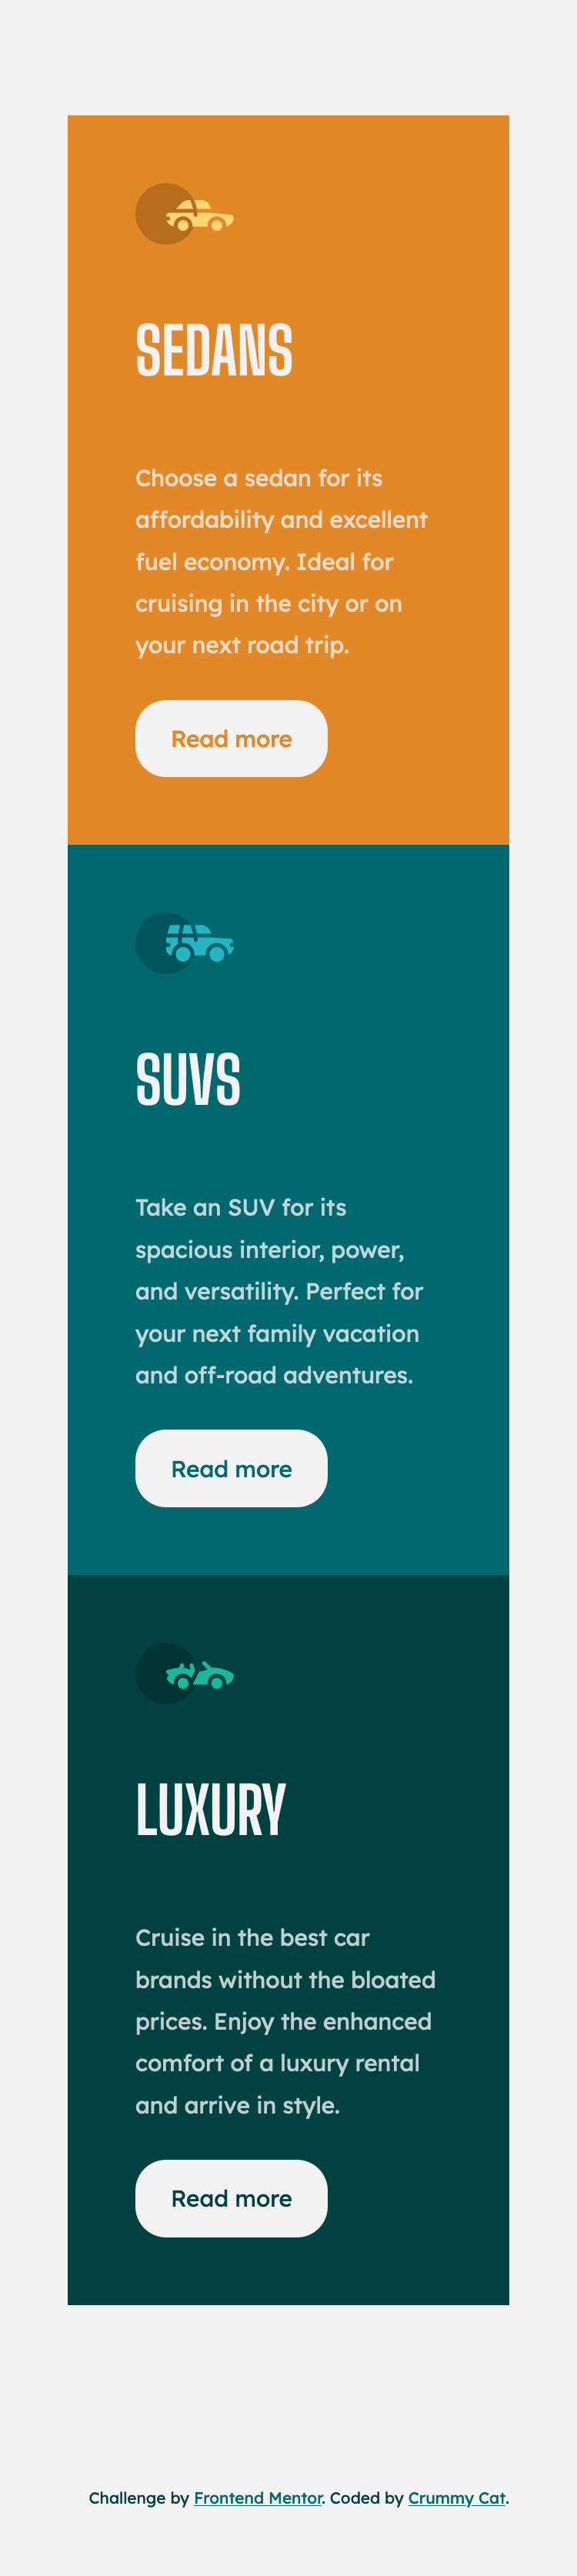 SEDANS
Choose a sedan for its
affordability and excellent
fuel economy. Ideal for
cruising in the city or on
your next road trip.
Read more
SUVS
Take an SUV for its
spacious interior, power,
and versatility. Perfect for
your next family vacation
and off-road adventures.
Read more
LUXURY
Cruise in the best car
brands without the bloated
prices. Enjoy the enhanced
comfort of a luxury rental
and arrive in style.
Read more
Challenge by Frontend Mentor. Coded by Crummy Cat.